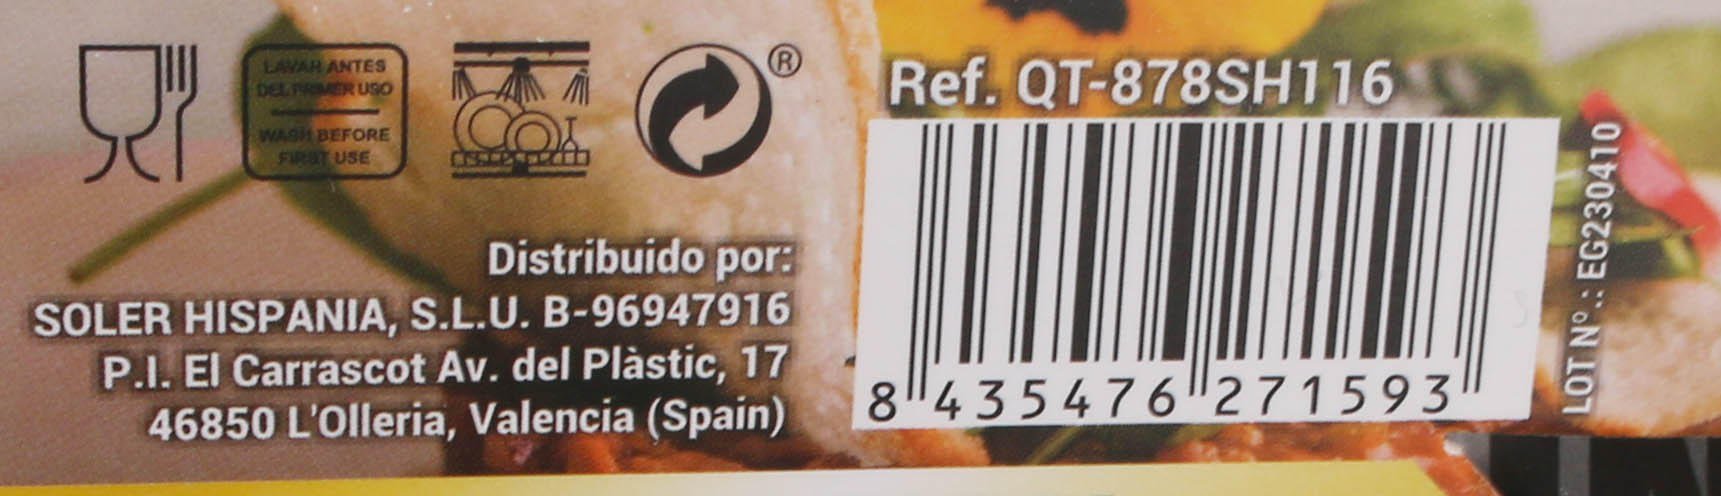 LAVAR ANTES
DEL PRIMER USO
WASH BEFORE
FIRST USE
®
Distribuido por:
SOLER HISPANIA, S.L.U. B-96947916
P.I. El Carrascot Av. del Plàstic, 17
46850 L'Olleria, Valencia (Spain)
Ref. QT-878SH116
8 435476 271593
LOT Nº.: EG230410